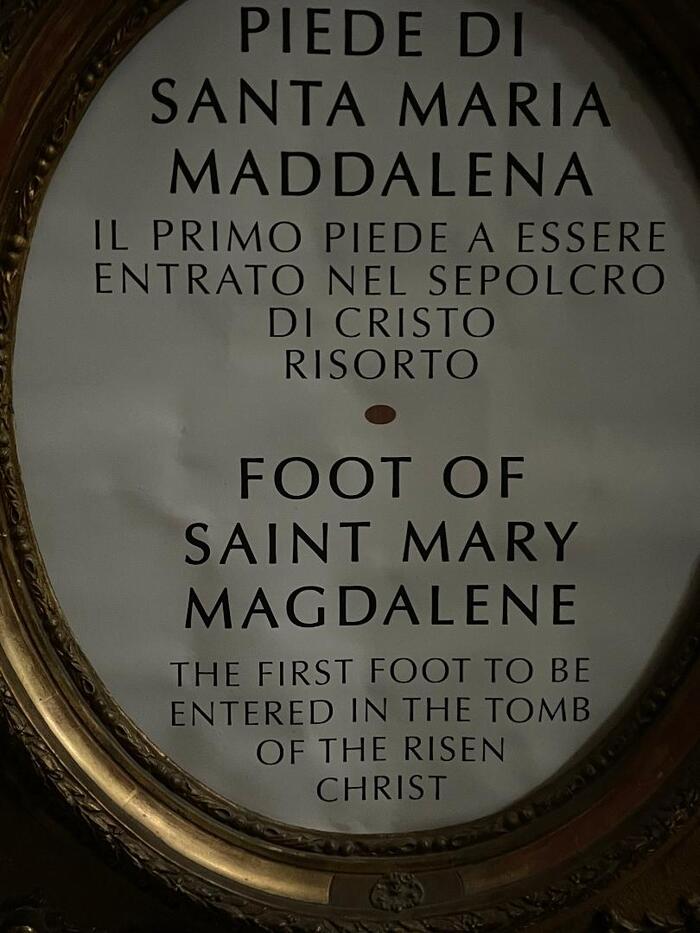 PIEDE DI
SANTA MARIA
MADDALENA
IL PRIMO PIEDE A ESSERE
ENTRATO NEL SEPOLCRO
DI CRISTO
RISORTO
FOOT OF
SAINT MARY
MAGDALENE
THE FIRST FOOT TO BE
ENTERED IN THE TOMB
OF THE RISEN
CHRIST